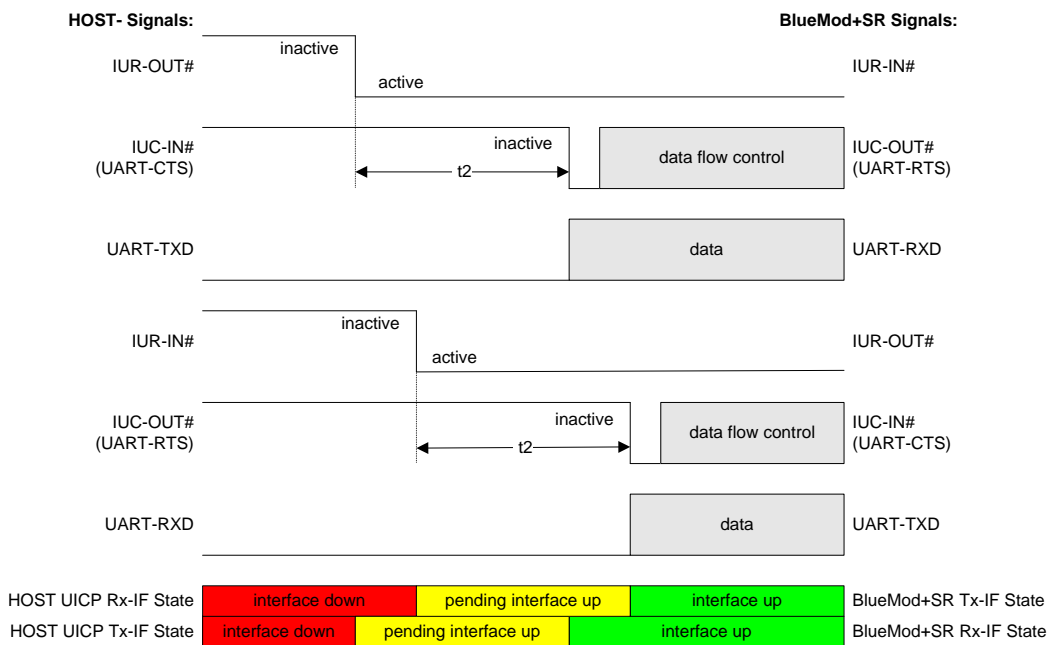 HOST- Signals: BlueMod+SR Signals:
inactive
IUR-OUT# IUR-IN#
active
IUC-IN# inactive data flow control IUC-OUT#
(UART-CTS) t2 (UART-RTS)
UART-TXD data UART-RXD
inactive
IUR-IN# IUR-OUT#
active
IUC-OUT# inactive data flow control IUC-IN#
(UART-RTS) t2 (UART-CTS)
UART-RXD data UART-TXD
HOST UICP Rx-IF State interface down pending interface up interface up BlueMod+SR Tx-IF State
HOST UICP Tx-IF State interface down pending interface up interface up BlueMod+SR Rx-IF State